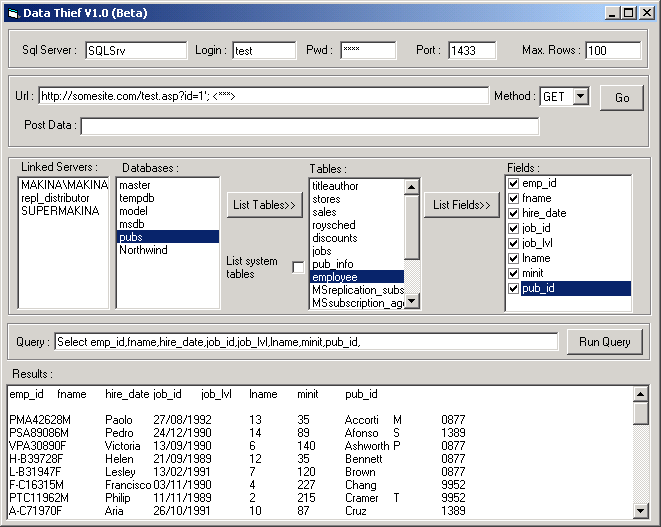 Data Thief V1.0 (Beta)
Sql Server : SQLSrv Login : test Pwd : **** Port : 1433 Max. Rows : 100
Url : http://somesite.com/test.asp?id=1'; <***> Method : GET Go
Post Data :
Linked Servers :
MAKINA\MAKINA
repl_distributor
SUPERMAKINA
Databases :
master
tempdb
model
msdb
pubs
Northwind
List Tables>>
List system
tables
Tables :
titleauthor
stores
sales
roysched
discounts
jobs
pub_info
employee
MSreplication_subs
MSsubscription_age
List Fields>>
Fields :
emp_id
fname
hire_date
job_id
job_lvl
lname
minit
pub_id
Query : Select emp_id,fname,hire_date,job_id,job_lvl,lname,minit,pub_id, Run Query
Results :
emp_id fname hire_date job_id job_lvl lname minit pub_id
PMA42628M Paolo 27/08/1992 13 35 Accorti M 0877
PSA89086M Pedro 24/12/1990 14 89 Afonso S 1389
VPA30890F Victoria 13/09/1990 6 140 Ashworth P 0877
H-B39728F Helen 21/09/1989 12 35 Bennett 0877
L-B31947F Lesley 13/02/1991 7 120 Brown 0877
F-C16315M Francisco 03/11/1990 4 227 Chang 9952
PTC11962M Philip 11/11/1989 2 215 Cramer T 9952
A-C71970F Aria 26/10/1991 10 87 Cruz 1389